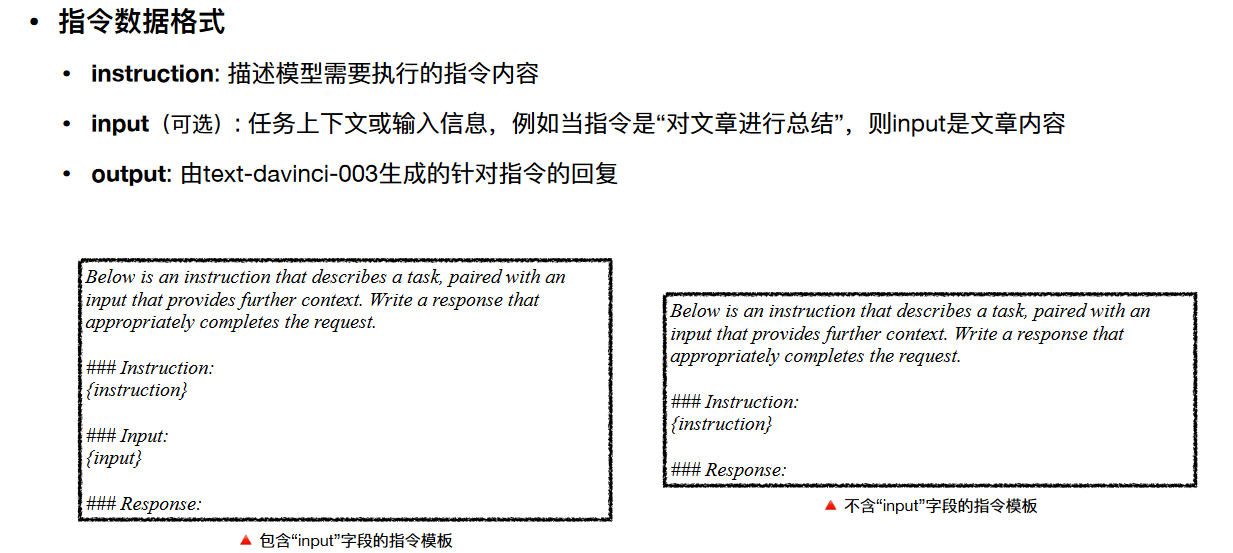 • 指令数据格式
• instruction: 描述模型需要执行的指令内容
• input（可选）: 任务上下文或输入信息，例如当指令是“对文章进行总结”，则input是文章内容
• output: 由text-davinci-003生成的针对指令的回复
Below is an instruction that describes a task, paired with an
input that provides further context. Write a response that
appropriately completes the request.
### Instruction:
{instruction}
### Input:
{input}
### Response:
🔺 包含“input”字段的指令模板
Below is an instruction that describes a task, paired with an
input that provides further context. Write a response that
appropriately completes the request.
### Instruction:
{instruction}
### Response:
🔺 不含“input”字段的指令模板